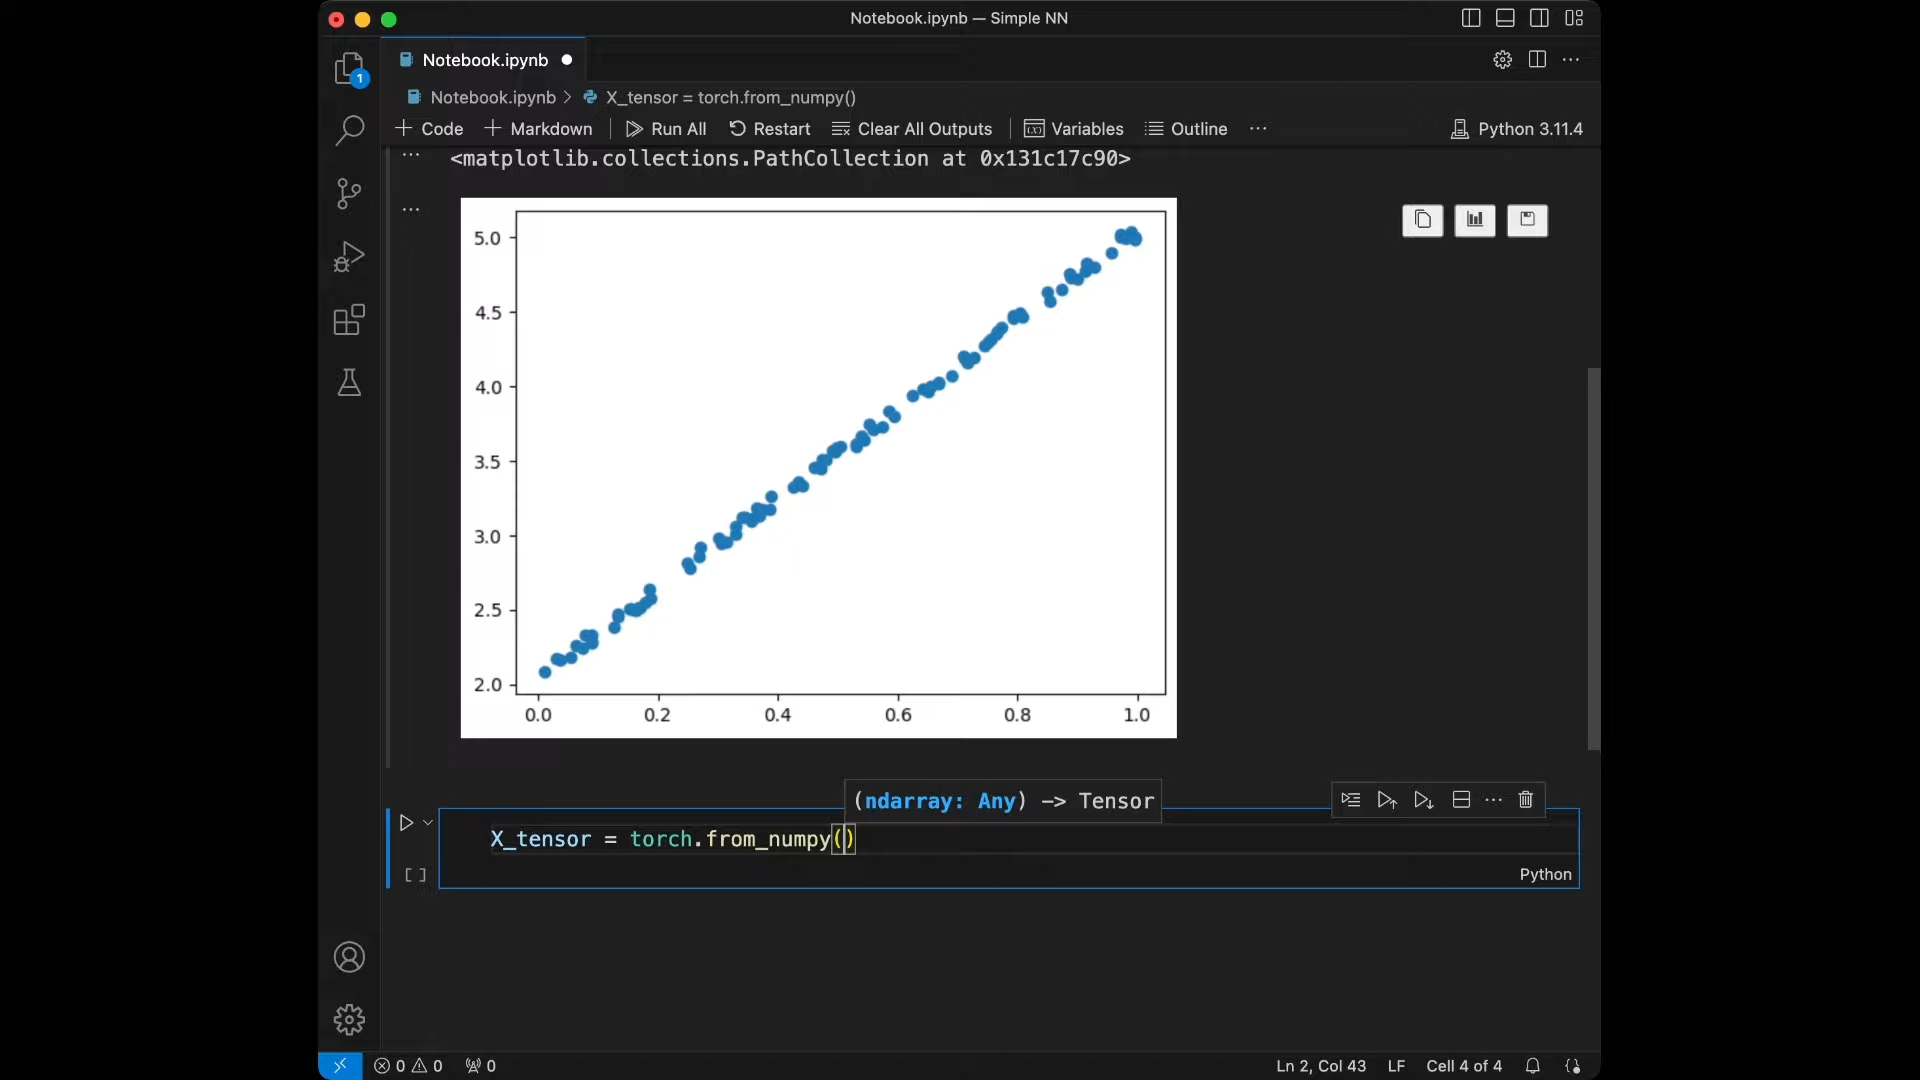 Notebook.ipynb — Simple NN
1
Notebook.ipynb
Notebook.ipynb > X_tensor = torch.from_numpy()
+ Code + Markdown Run All Restart Clear All Outputs Variables Outline ··· Python 3.11.4
··· <matplotlib.collections.PathCollection at 0x131c17c90>
5.0
4.5
4.0
3.5
3.0
2.5
2.0
0.0 0.2 0.4 0.6 0.8 1.0
(ndarray: Any) -> Tensor
X_tensor = torch.from_numpy()
[ ]
Python
0 0 0 Ln 2, Col 43 LF Cell 4 of 4